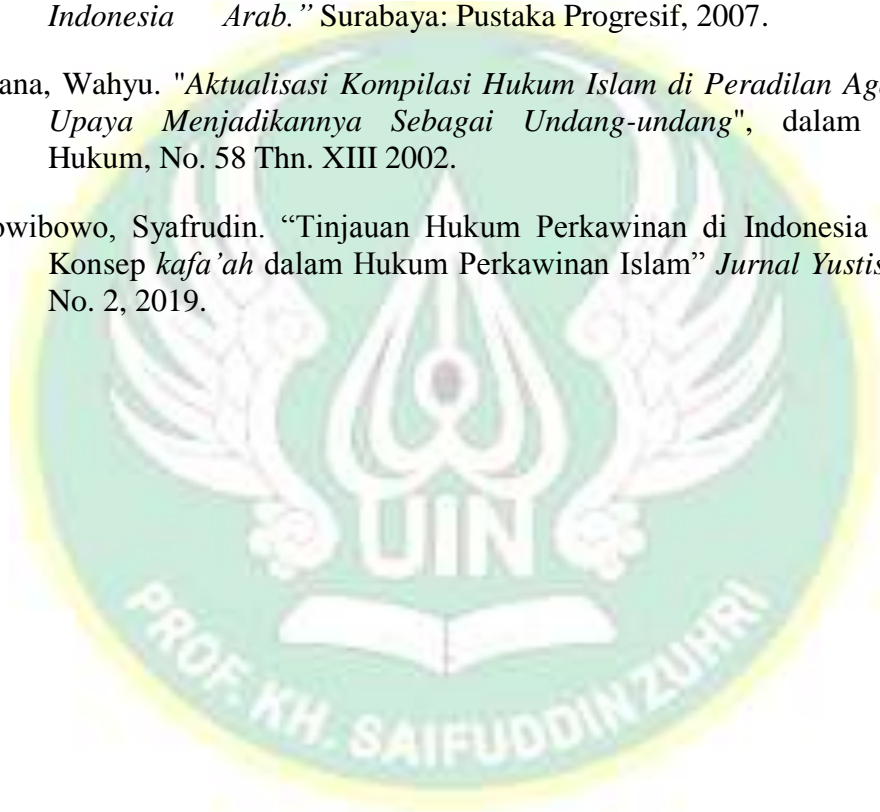 Indonesia Arab.” Surabaya: Pustaka Progresif, 2007.
ana, Wahyu. "Aktualisasi Kompilasi Hukum Islam di Peradilan Ag
Upaya Menjadikannya Sebagai Undang-undang", dalam
Hukum, No. 58 Thn. XIII 2002.
owibowo, Syafrudin. “Tinjauan Hukum Perkawinan di Indonesia
Konsep kafa’ah dalam Hukum Perkawinan Islam” Jurnal Yustis
No. 2, 2019.
UIN
PROF. KH. SAIFUDDIN ZUHRI